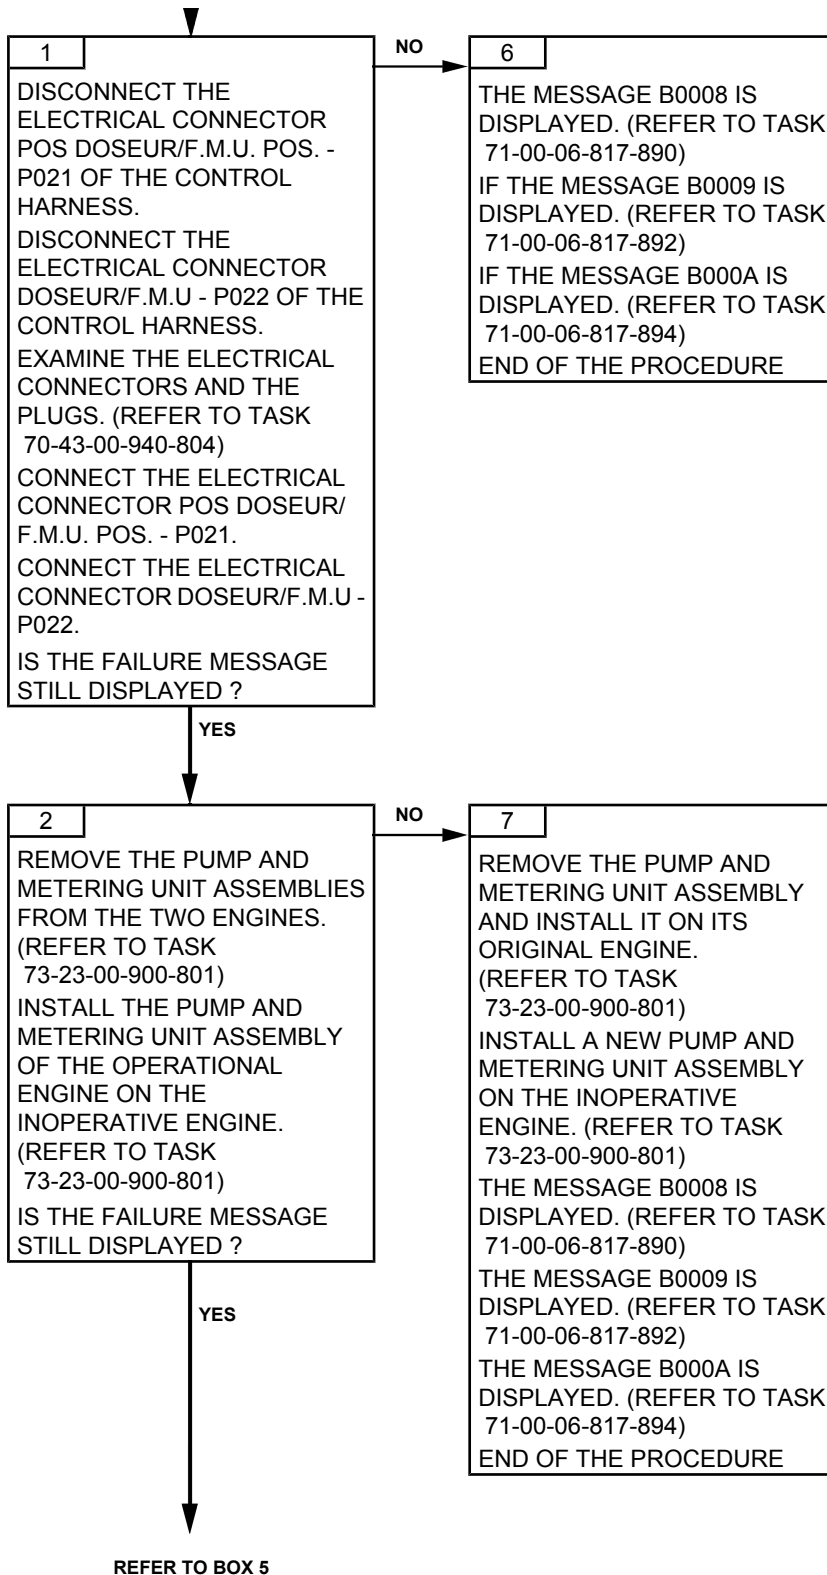 1
DISCONNECT THE
ELECTRICAL CONNECTOR
POS DOSEUR/F.M.U. POS. -
P021 OF THE CONTROL
HARNESS.
DISCONNECT THE
ELECTRICAL CONNECTOR
DOSEUR/F.M.U - P022 OF THE
CONTROL HARNESS.
EXAMINE THE ELECTRICAL
CONNECTORS AND THE
PLUGS. (REFER TO TASK
70-43-00-940-804)
CONNECT THE ELECTRICAL
CONNECTOR POS DOSEUR/
F.M.U. POS. - P021.
CONNECT THE ELECTRICAL
CONNECTOR DOSEUR/F.M.U -
P022.
IS THE FAILURE MESSAGE
STILL DISPLAYED ?
NO
6
THE MESSAGE B0008 IS
DISPLAYED. (REFER TO TASK
71-00-06-817-890)
IF THE MESSAGE B0009 IS
DISPLAYED. (REFER TO TASK
71-00-06-817-892)
IF THE MESSAGE B000A IS
DISPLAYED. (REFER TO TASK
71-00-06-817-894)
END OF THE PROCEDURE
YES
2
REMOVE THE PUMP AND
METERING UNIT ASSEMBLIES
FROM THE TWO ENGINES.
(REFER TO TASK
73-23-00-900-801)
INSTALL THE PUMP AND
METERING UNIT ASSEMBLY
OF THE OPERATIONAL
ENGINE ON THE
INOPERATIVE ENGINE.
(REFER TO TASK
73-23-00-900-801)
IS THE FAILURE MESSAGE
STILL DISPLAYED ?
NO
7
REMOVE THE PUMP AND
METERING UNIT ASSEMBLY
AND INSTALL IT ON ITS
ORIGINAL ENGINE.
(REFER TO TASK
73-23-00-900-801)
INSTALL A NEW PUMP AND
METERING UNIT ASSEMBLY
ON THE INOPERATIVE
ENGINE. (REFER TO TASK
73-23-00-900-801)
THE MESSAGE B0008 IS
DISPLAYED. (REFER TO TASK
71-00-06-817-890)
THE MESSAGE B0009 IS
DISPLAYED. (REFER TO TASK
71-00-06-817-892)
THE MESSAGE B000A IS
DISPLAYED. (REFER TO TASK
71-00-06-817-894)
END OF THE PROCEDURE
YES
REFER TO BOX 5